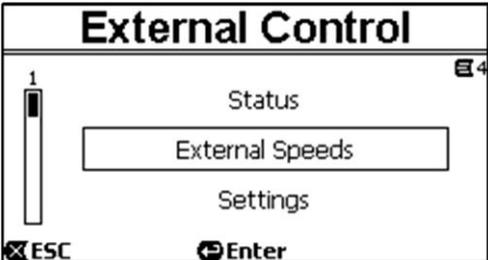 External Control
4
1
Status
External Speeds
Settings
ESC Enter